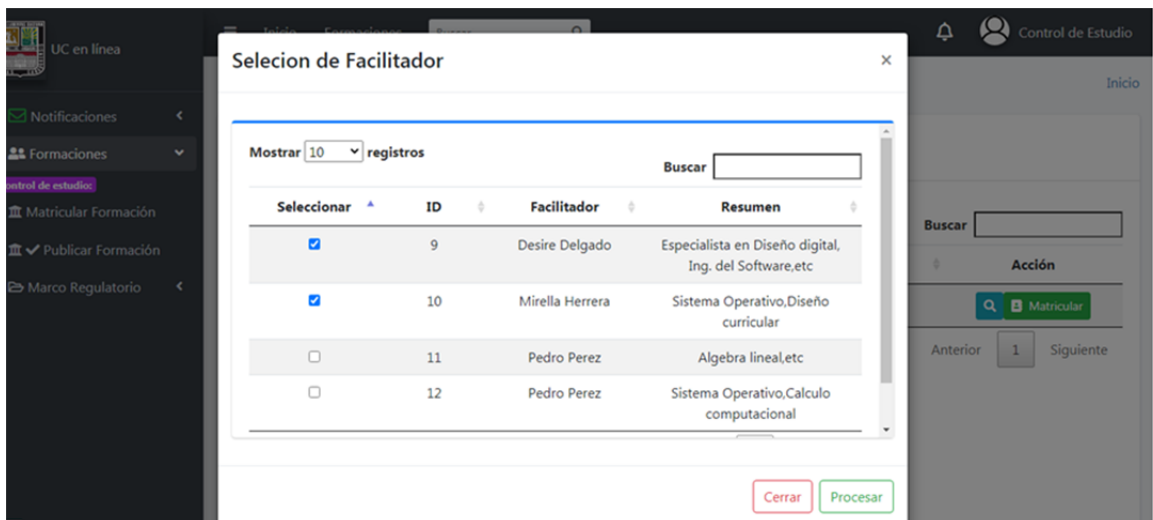 UC en línea
Inicio Formaciones Buscar
Control de Estudio
Inicio
Notificaciones
Formaciones
ontrol de estudio:
Matricular Formación
Publicar Formación
Marco Regulatorio
Selecion de Facilitador ×
Mostrar 10 registros
Buscar
Seleccionar ID Facilitador Resumen
9 Desire Delgado Especialista en Diseño digital,
Ing. del Software,etc
10 Mirella Herrera Sistema Operativo,Diseño
curricular
11 Pedro Perez Algebra lineal,etc
12 Pedro Perez Sistema Operativo,Calculo
computacional
Cerrar Procesar
Buscar
Acción
Matricular
Anterior 1 Siguiente